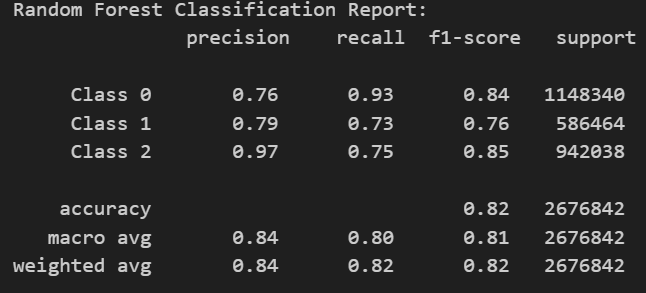 Random Forest Classification Report:
precision recall f1-score support
Class 0 0.76 0.93 0.84 1148340
Class 1 0.79 0.73 0.76 586464
Class 2 0.97 0.75 0.85 942038
accuracy 0.82 2676842
macro avg 0.84 0.80 0.81 2676842
weighted avg 0.84 0.82 0.82 2676842